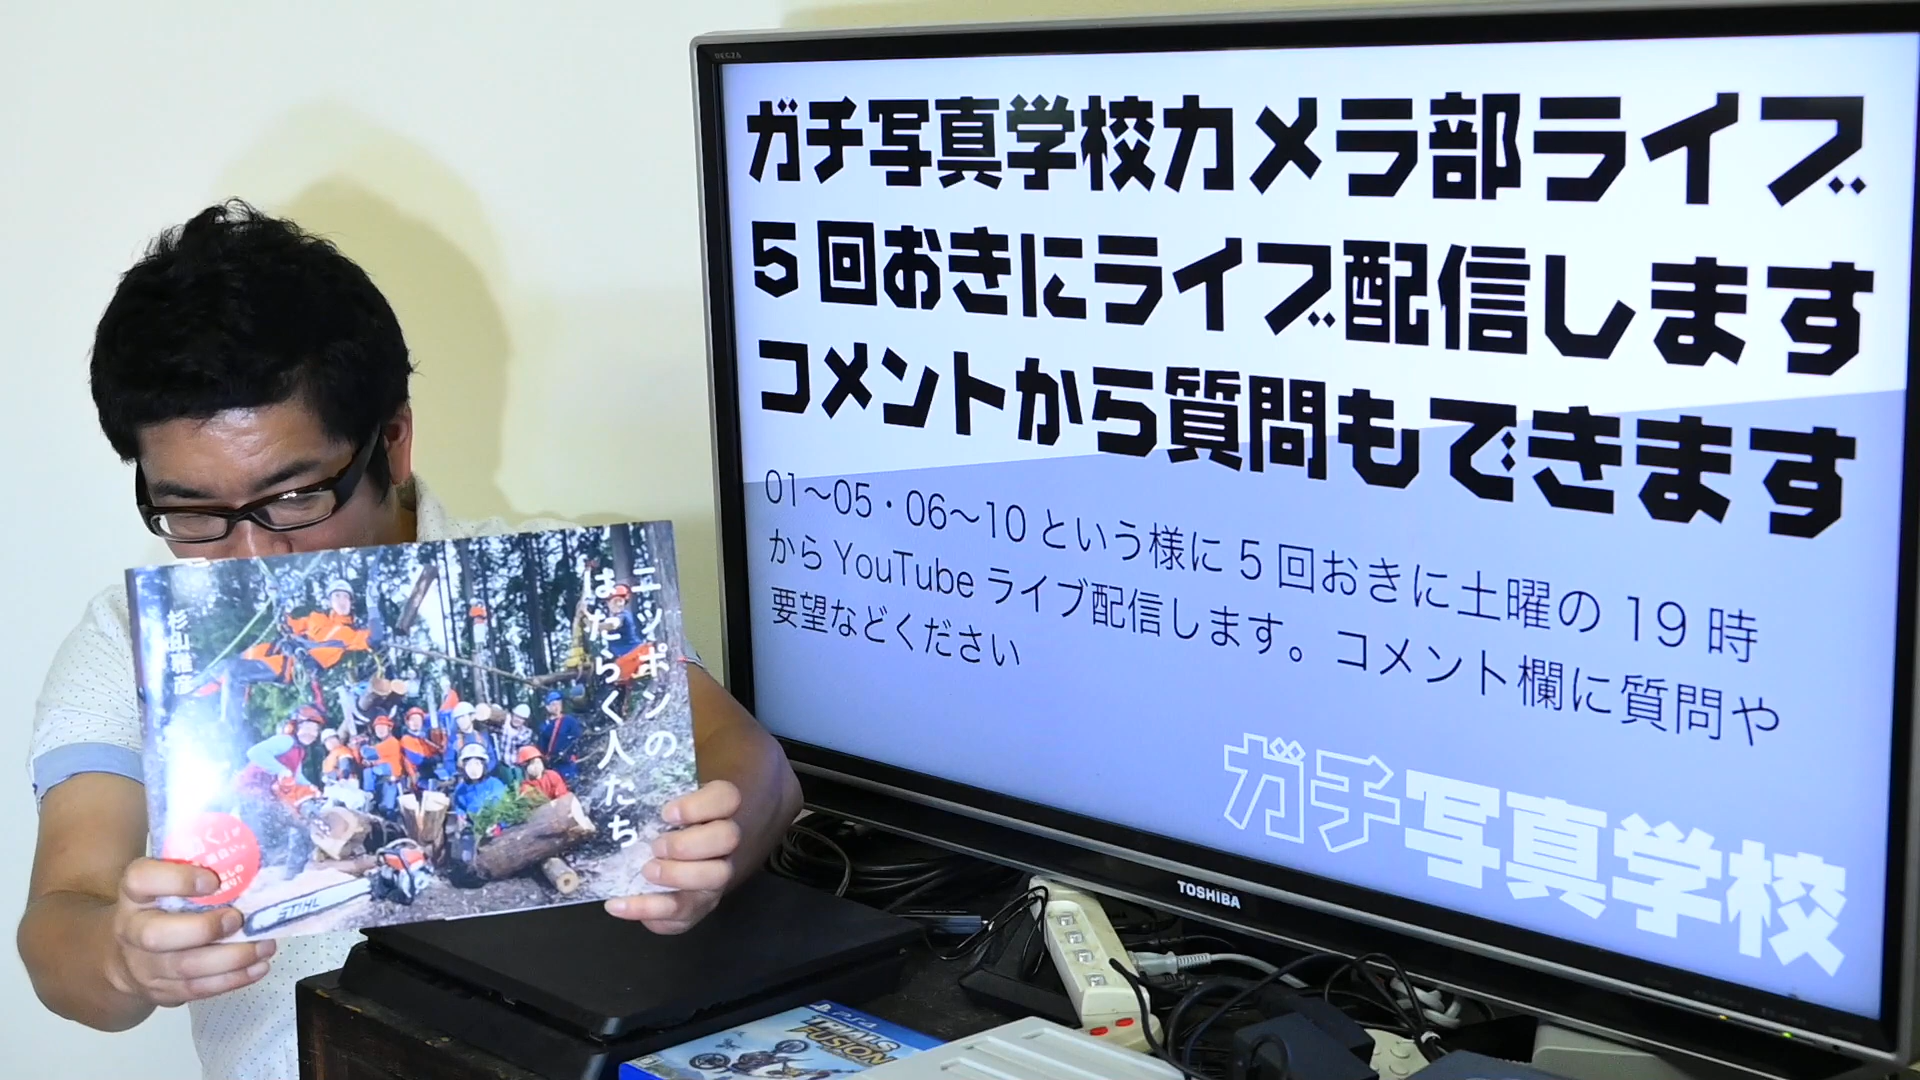 ガチ写真学校カメラ部ライブ
5回おきにライブ配信します
コメントから質問もできます
01〜05・06〜10という様に5回おきに土曜の19時
からYouTubeライブ配信します。コメント欄に質問や
要望などください
ガチ写真学校
TOSHIBA
REGZA
ニッポンの
はたらく人たち
杉山雅彦
STIHL
PS4
TRIALS
FUSION